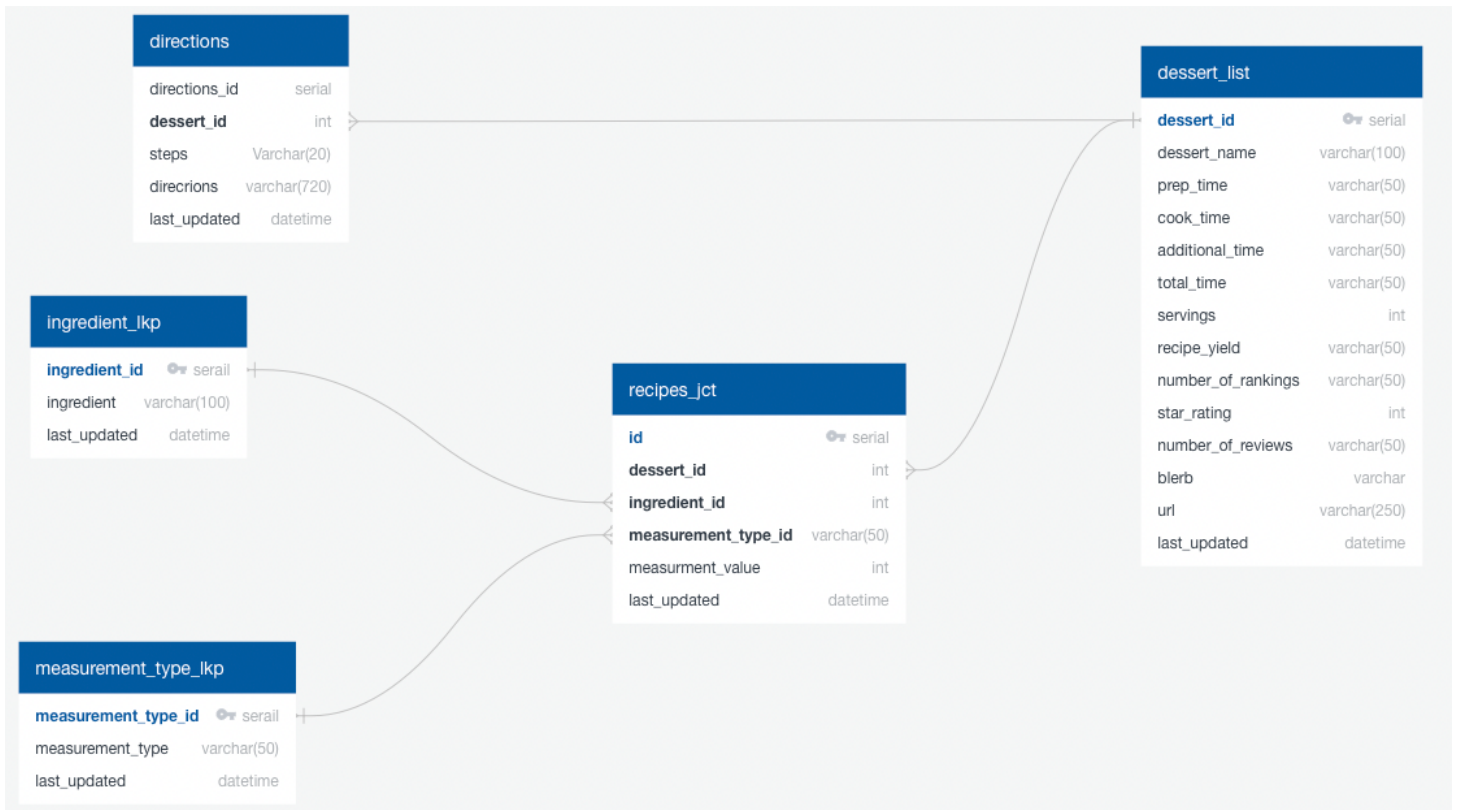 directions
directions_id serial
dessert_id int
steps Varchar(20)
direcrions varchar(720)
last_updated datetime
ingredient_lkp
ingredient_id serail
ingredient varchar(100)
last_updated datetime
measurement_type_lkp
measurement_type_id serail
measurement_type varchar(50)
last_updated datetime
recipes_jct
id serial
dessert_id int
ingredient_id int
measurement_type_id varchar(50)
measurment_value int
last_updated datetime
dessert_list
dessert_id serial
dessert_name varchar(100)
prep_time varchar(50)
cook_time varchar(50)
additional_time varchar(50)
total_time varchar(50)
servings int
recipe_yield varchar(50)
number_of_rankings varchar(50)
star_rating int
number_of_reviews varchar(50)
blerb varchar
url varchar(250)
last_updated datetime